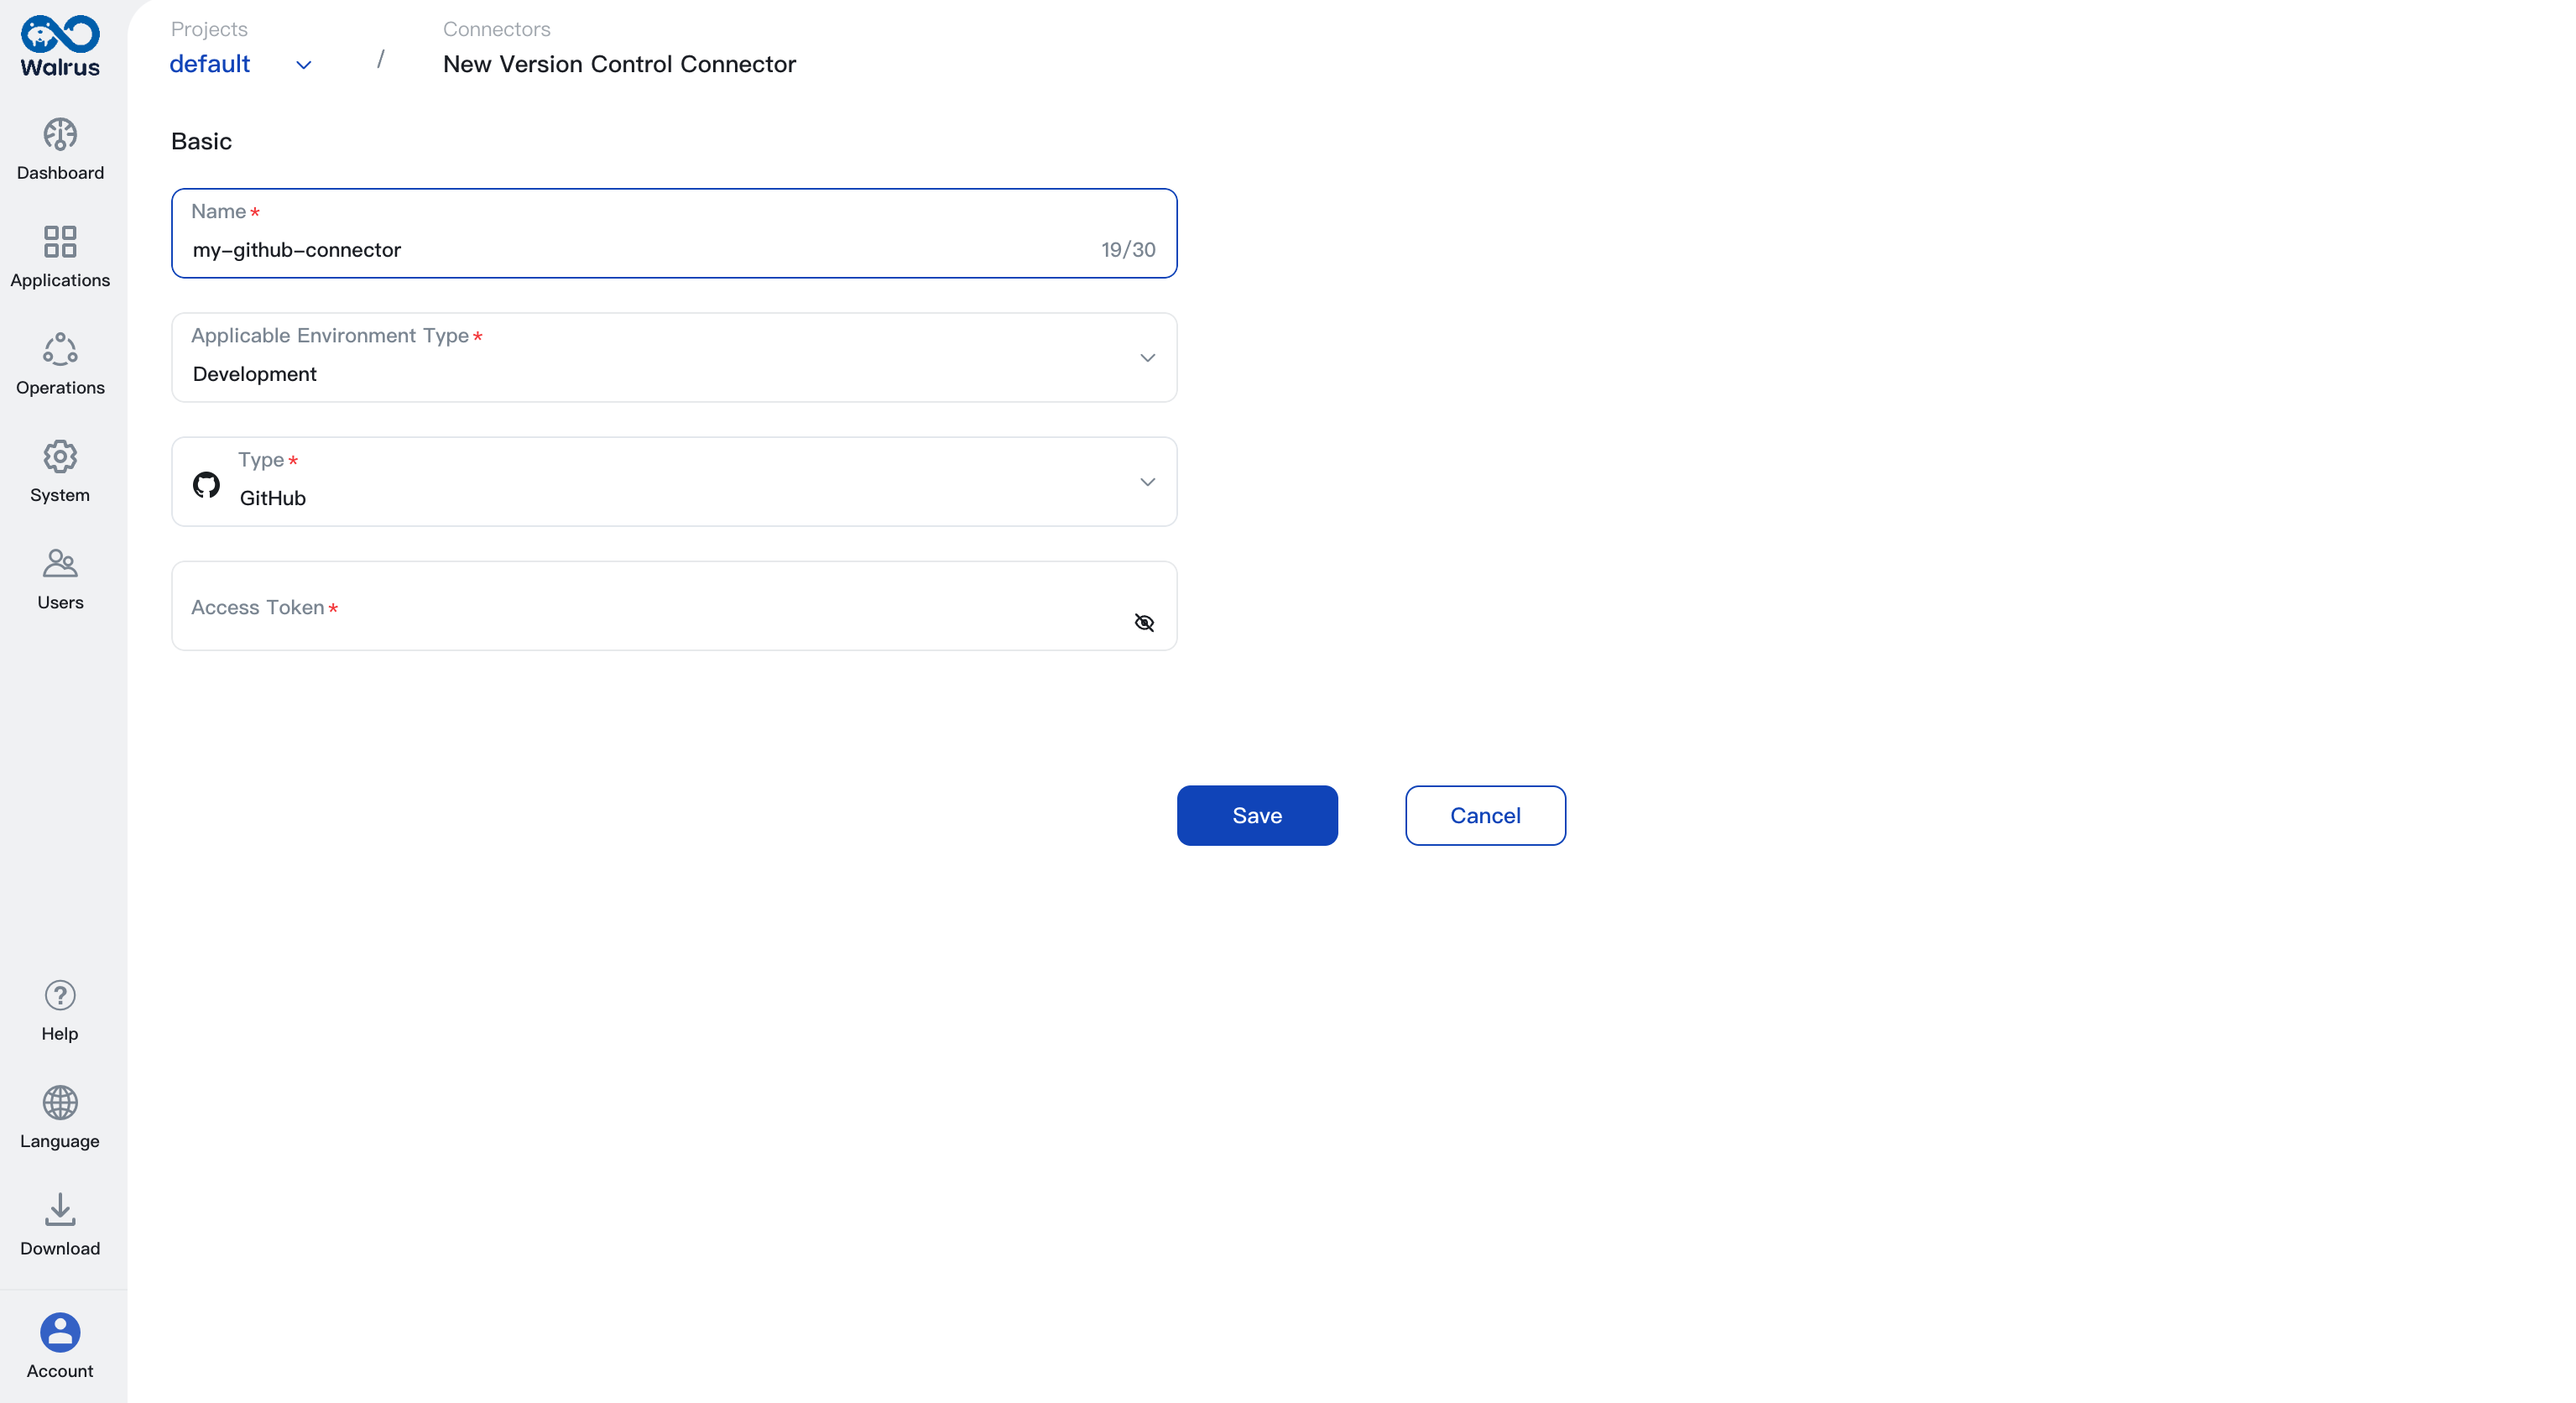 Walrus
Dashboard
Applications
Operations
System
Users
Help
Language
Download
Account
Projects
default
/
Connectors
New Version Control Connector
Basic
Name*
my-github-connector
19/30
Applicable Environment Type*
Development
Type*
GitHub
Access Token*
Save
Cancel